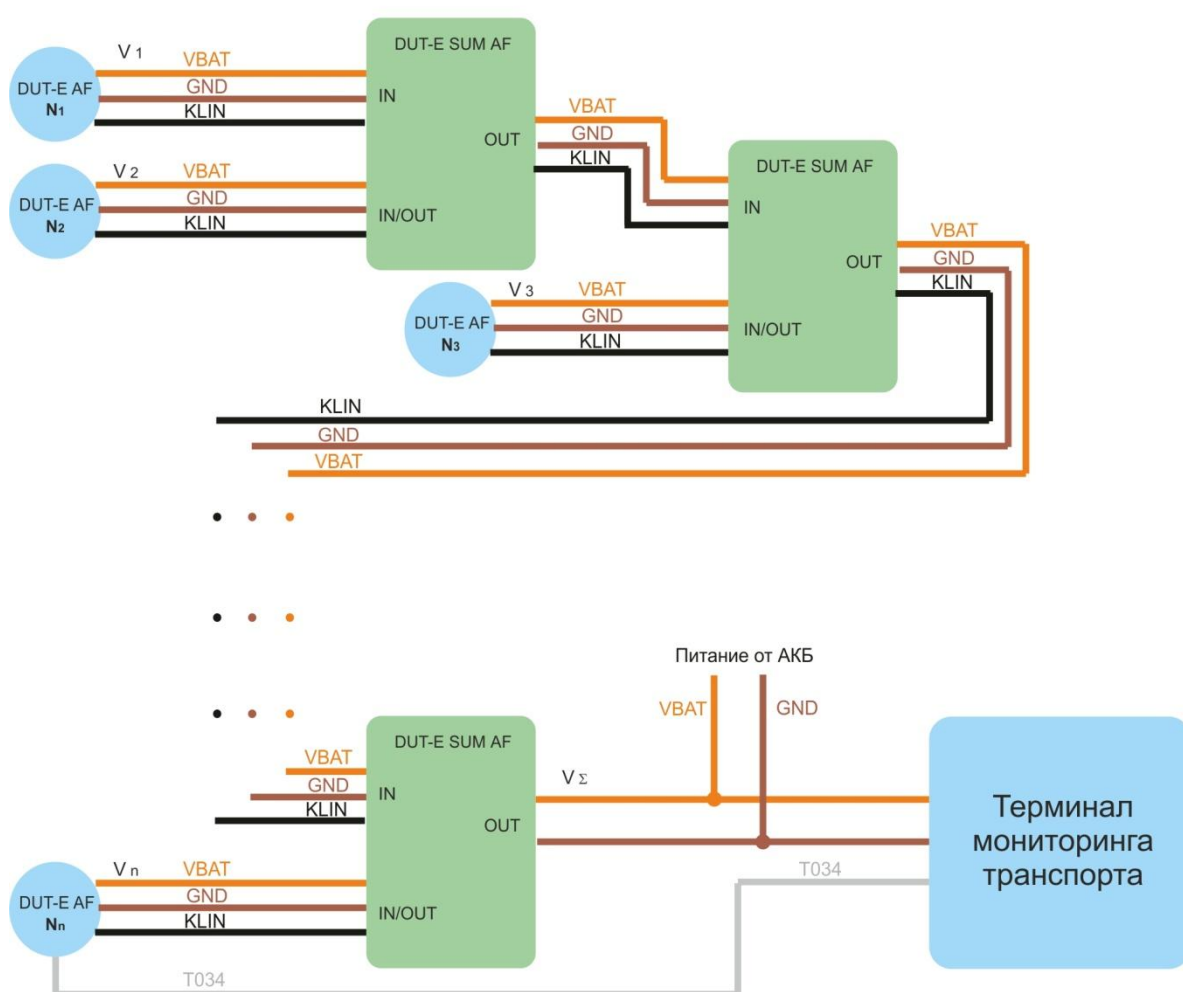 V 1
VBAT
GND
KLIN
DUT-E AF
N1
DUT-E SUM AF
IN
OUT
IN/OUT
V 2
VBAT
GND
KLIN
DUT-E AF
N2
VBAT
GND
KLIN
DUT-E SUM AF
IN
OUT
IN/OUT
VBAT
GND
KLIN
V 3
VBAT
GND
KLIN
DUT-E AF
N3
KLIN
GND
VBAT
Питание от АКБ
VBAT
GND
DUT-E SUM AF
VBAT
GND
KLIN
IN
OUT
IN/OUT
V Σ
Терминал
мониторинга
транспорта
T034
V n
VBAT
GND
KLIN
DUT-E AF
Nn
T034